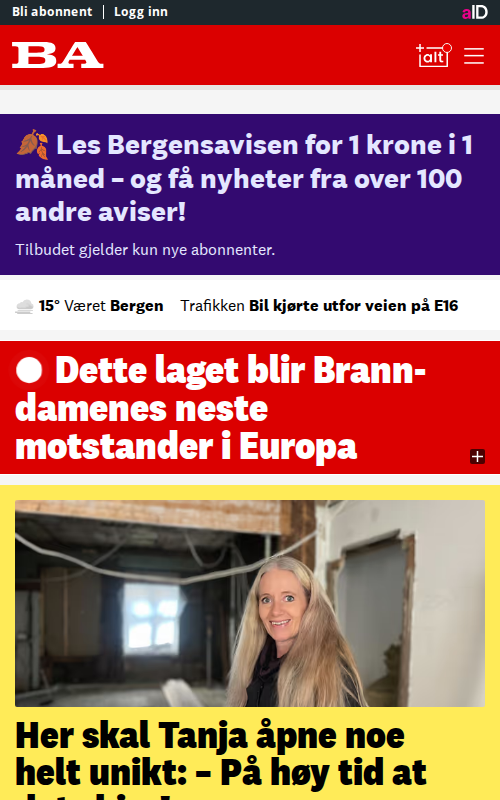 Bli abonnent | Logg inn
aID
BA
+alt
🍂 Les Bergensavisen for 1 krone i 1
måned – og få nyheter fra over 100
andre aviser!
Tilbudet gjelder kun nye abonnenter.
15° Været Bergen Trafikken Bil kjørte utfor veien på E16
Dette laget blir Brann-
damenes neste
motstander i Europa
+
Her skal Tanja åpne noe
helt unikt: – På høy tid at